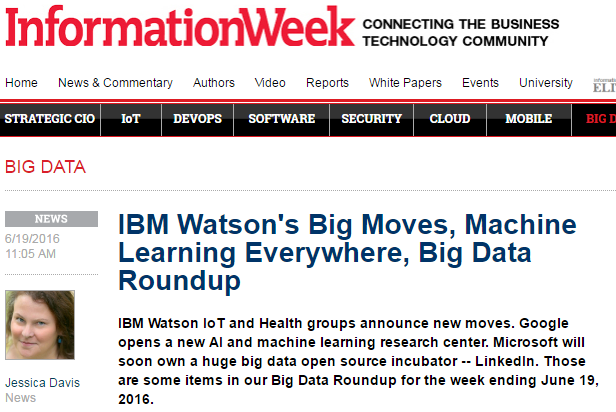 InformationWeek CONNECTING THE BUSINESS
TECHNOLOGY COMMUNITY
Home News & Commentary Authors Video Reports White Papers Events University
STRATEGIC CIO IoT DEVOPS SOFTWARE SECURITY CLOUD MOBILE BIG
BIG DATA
NEWS
6/19/2016
11:05 AM
IBM Watson's Big Moves, Machine
Learning Everywhere, Big Data
Roundup
IBM Watson IoT and Health groups announce new moves. Google
opens a new AI and machine learning research center. Microsoft will
soon own a huge big data open source incubator -- LinkedIn. Those
are some items in our Big Data Roundup for the week ending June 19,
2016.
Jessica Davis
News